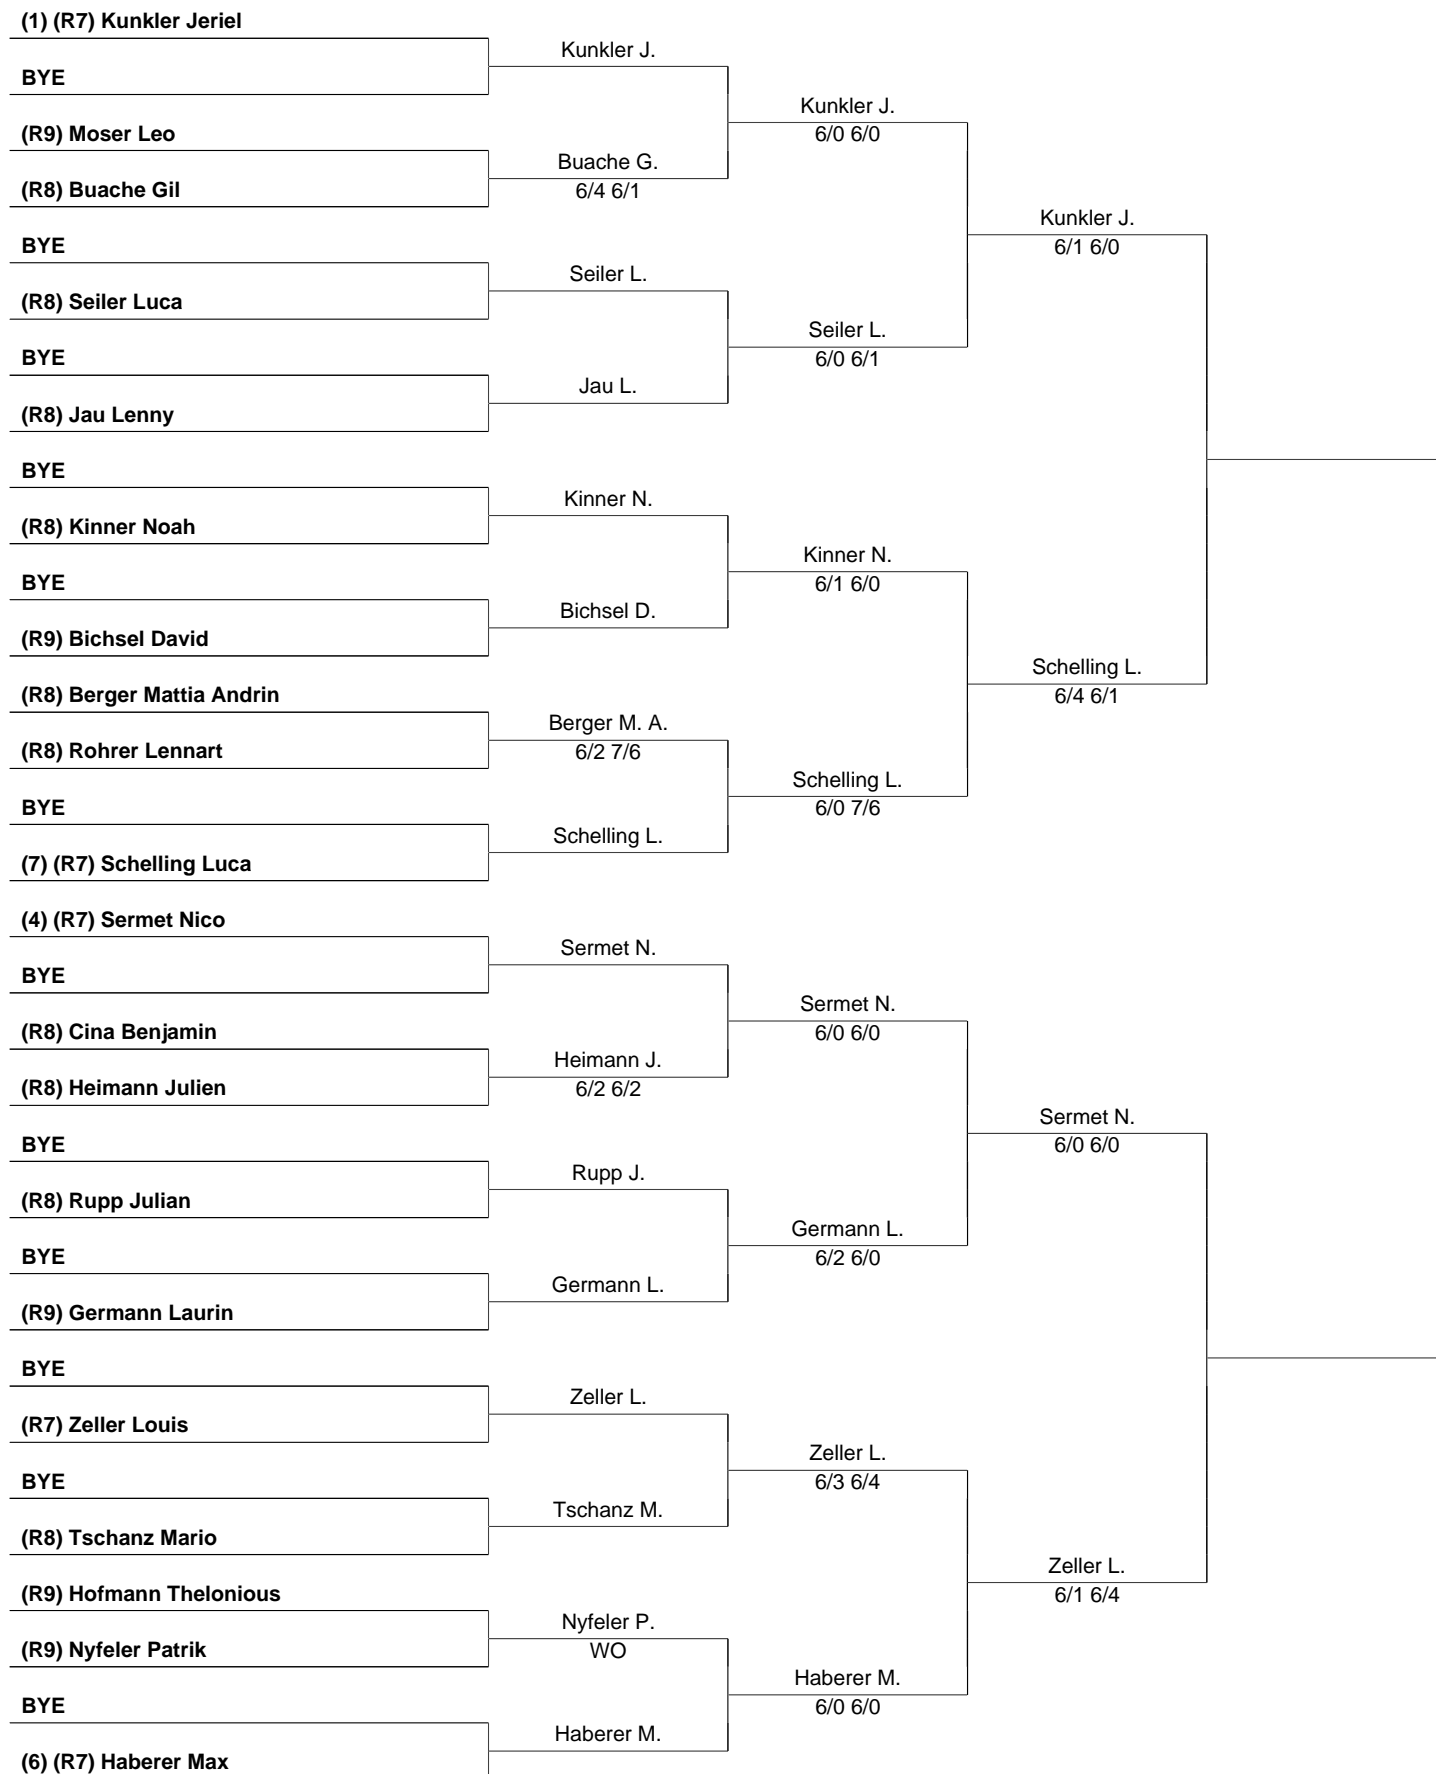 (1) (R7) Kunkler Jeriel
BYE
(R9) Moser Leo
(R8) Buache Gil
BYE
(R8) Seiler Luca
BYE
(R8) Jau Lenny
BYE
(R8) Kinner Noah
BYE
(R9) Bichsel David
(R8) Berger Mattia Andrin
(R8) Rohrer Lennart
BYE
(7) (R7) Schelling Luca
(4) (R7) Sermet Nico
BYE
(R8) Cina Benjamin
(R8) Heimann Julien
BYE
(R8) Rupp Julian
BYE
(R9) Germann Laurin
BYE
(R7) Zeller Louis
BYE
(R8) Tschanz Mario
(R9) Hofmann Thelonious
(R9) Nyfeler Patrik
BYE
(6) (R7) Haberer Max
Kunkler J.
Buache G.
6/4 6/1
Seiler L.
Jau L.
Kinner N.
Bichsel D.
Berger M. A.
6/2 7/6
Schelling L.
Sermet N.
Heimann J.
6/2 6/2
Rupp J.
Germann L.
Zeller L.
Tschanz M.
Nyfeler P.
WO
Haberer M.
Kunkler J.
6/0 6/0
Seiler L.
6/0 6/1
Kinner N.
6/1 6/0
Schelling L.
6/0 7/6
Sermet N.
6/0 6/0
Germann L.
6/2 6/0
Zeller L.
6/3 6/4
Haberer M.
6/0 6/0
Kunkler J.
6/1 6/0
Schelling L.
6/4 6/1
Sermet N.
6/0 6/0
Zeller L.
6/1 6/4